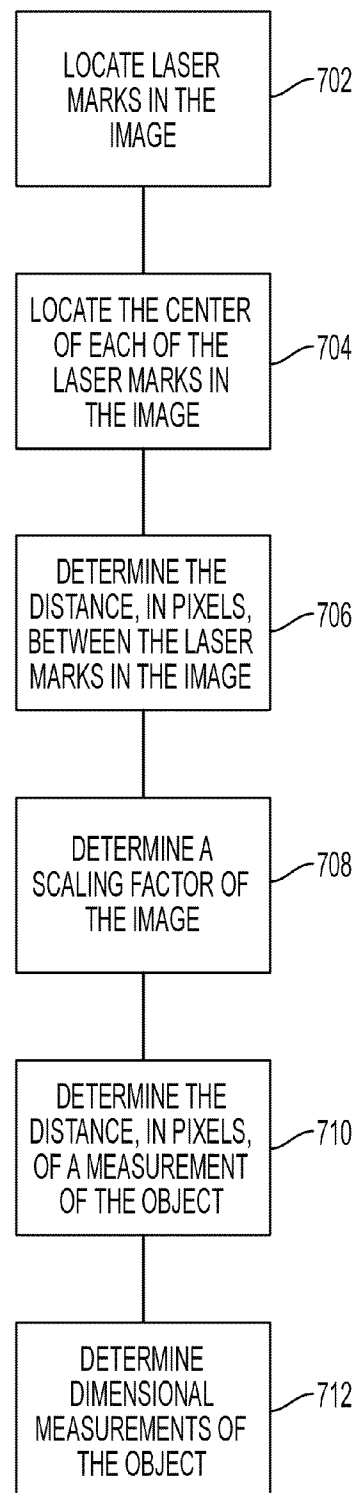 LOCATE LASER
MARKS IN THE
IMAGE
702
LOCATE THE CENTER
OF EACH OF THE
LASER MARKS IN
THE IMAGE
704
DETERMINE THE
DISTANCE, IN PIXELS,
BETWEEN THE LASER
MARKS IN THE IMAGE
706
DETERMINE A
SCALING FACTOR OF
THE IMAGE
708
DETERMINE THE
DISTANCE, IN PIXELS,
OF A MEASUREMENT
OF THE OBJECT
710
DETERMINE
DIMENSIONAL
MEASUREMENTS OF
THE OBJECT
712